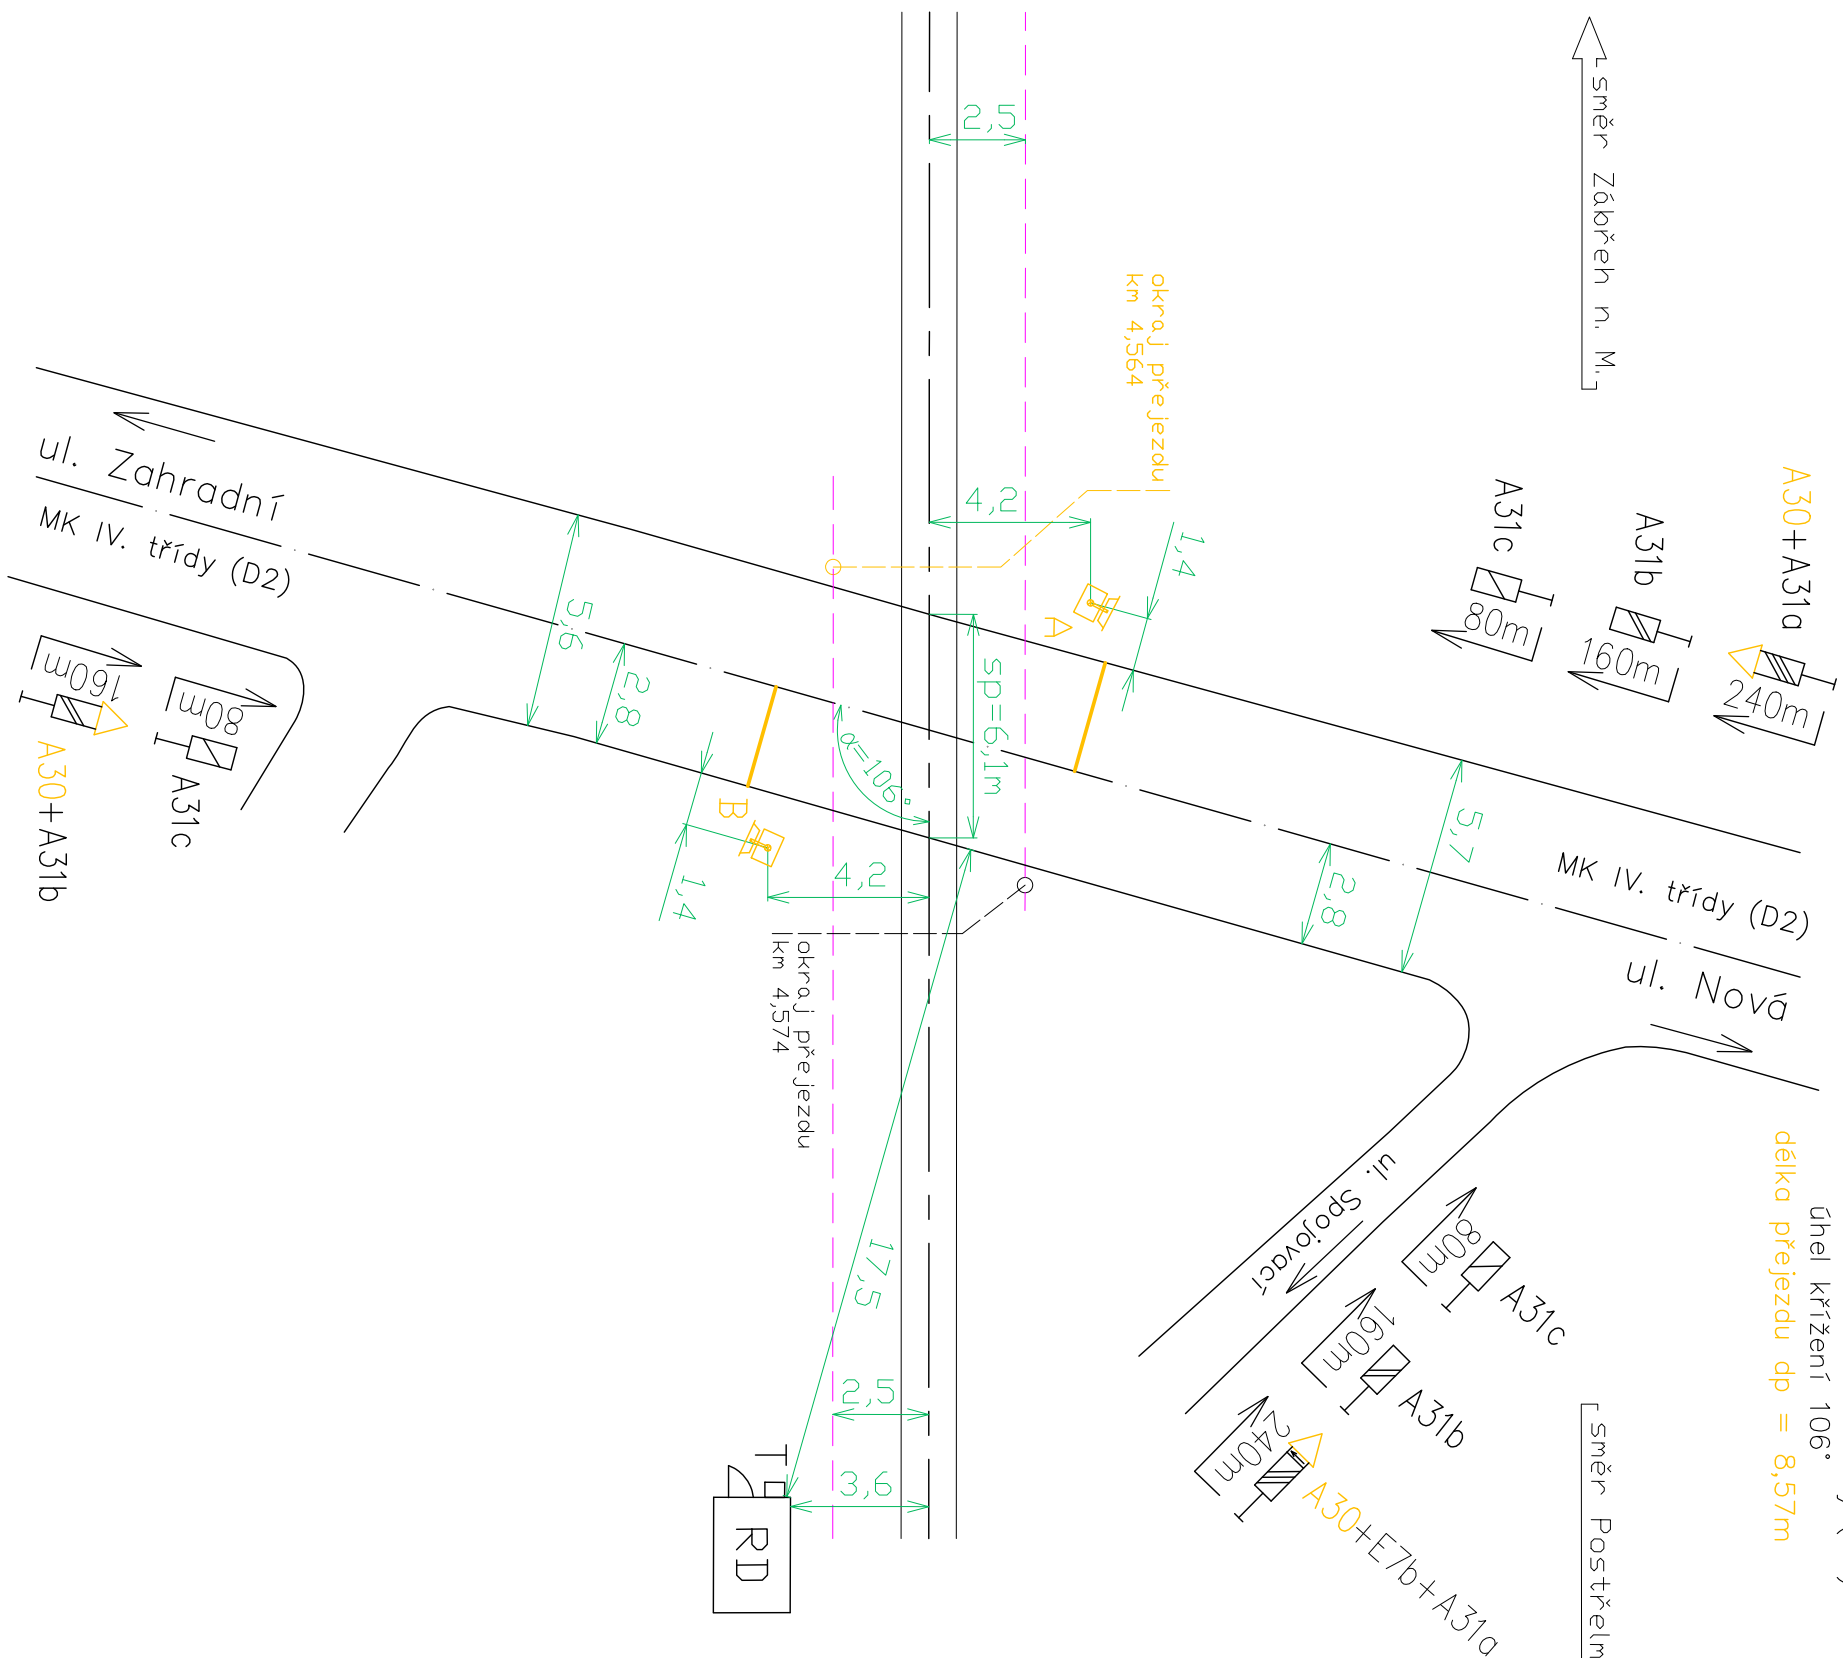 směr Zábřeh n. M.
2,5
okraj přejezdu
km 4,564
A30+A31a
240m
A31b
160m
A31c
80m
4,2
1,4
A
ul. Zahradní
MK IV. třídy (D2)
5,6
2,8
sp=6,1m
α=106°
B
1,4
4,2
160m
A30+A31b
80m
A31c
5,7
2,8
MK IV. třídy (D2)
ul. Nová
okraj přejezdu
km 4,574
17,5
ul. Spojovací
80m
A31c
160m
A31b
240m
A30+E7b+A31a
úhel křížení 106°
délka přejezdu dp = 8,57m
2,5
3,6
T
RD
směr